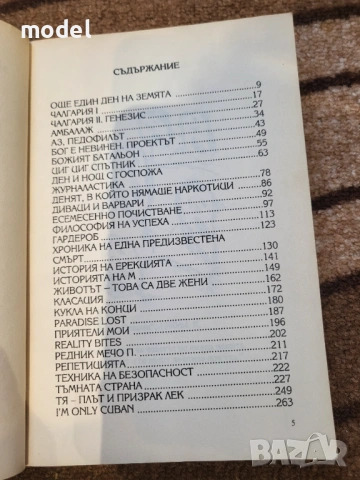 model
СЪДЪРЖАНИЕ
ОЩЕ ЕДИН ДЕН НА ЗЕМЯТА 9
ЧАЛГАРИЯ I 17
ЧАЛГАРИЯ II. ГЕНЕЗИС 27
АМБАЛАЖ 34
АЗ, ПЕДОФИЛЪТ 43
БОГ Е НЕВИНЕН. ПРОЕКТЪТ 49
БОЖИЯТ БАТАЛЬОН 55
ЦИГ ЦИГ СПЪТНИК 63
ДЕН И НОЩ С ГОСПОЖА
ЖУРНАЛАСТИКА 78
ДЕНЯТ, В КОЙТО НЯМАШЕ НАРКОТИЦИ 86
ДИВАЦИ И ВАРВАРИ 92
ЕСЕМЕСЕННО ПОЧИСТВАНЕ 97
ФИЛОСОФИЯ НА УСПЕХА 113
ГАРДЕРОБ 123
ХРОНИКА НА ЕДНА ПРЕДИЗВЕСТЕНА
СМЪРТ 130
ИСТОРИЯ НА ЕРЕКЦИЯТА 141
ИСТОРИЯТА НА М 149
ЖИВОТЪТ – ТОВА СА ДВЕ ЖЕНИ 162
КЛАСАЦИЯ 172
КУКЛА НА КОНЦИ 180
PARADISE LOST 187
ПРИЯТЕЛИ МОИ 196
REALITY BITES 202
РЕДНИК МЕЧО П. 211
РЕПЕТИЦИЯТА 217
ТЕХНИКА НА БЕЗОПАСНОСТ 222
ТЪМНАТА СТРАНА 227
ТЯ – ПЛЪТ И ПРИЗРАК ЛЕК 241
I'M ONLY CUBAN 263
5
BAZAR